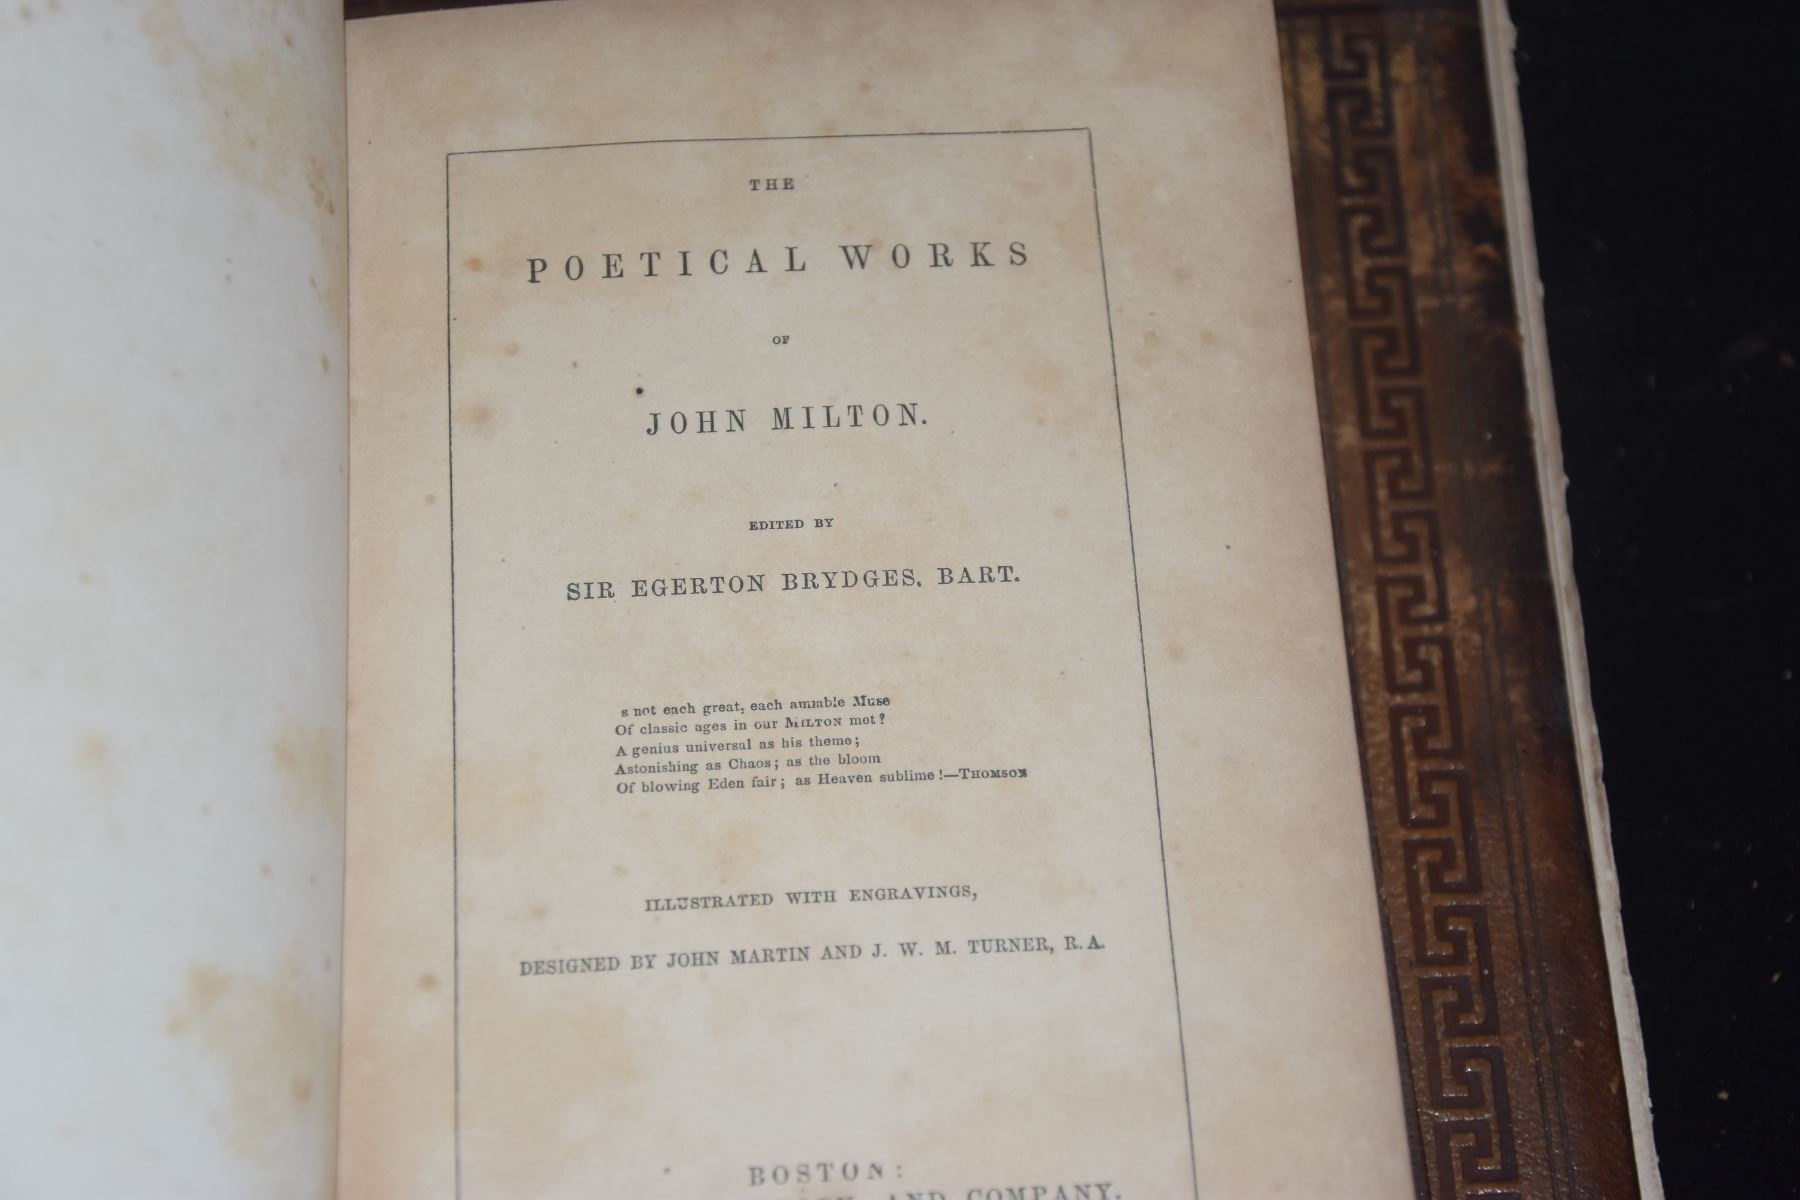 THE
POETICAL WORKS
OF
JOHN MILTON.
EDITED BY
SIR EGERTON BRYDGES, BART.
s not each great, each amiable Muse
Of classic ages in our MILTON met?
A genius universal as his theme;
Astonishing as Chaos; as the bloom
Of blowing Eden fair; as Heaven sublime!—THOMSON
ILLUSTRATED WITH ENGRAVINGS,
DESIGNED BY JOHN MARTIN AND J. W. M. TURNER, R.A.
BOSTON:
AND COMPANY.